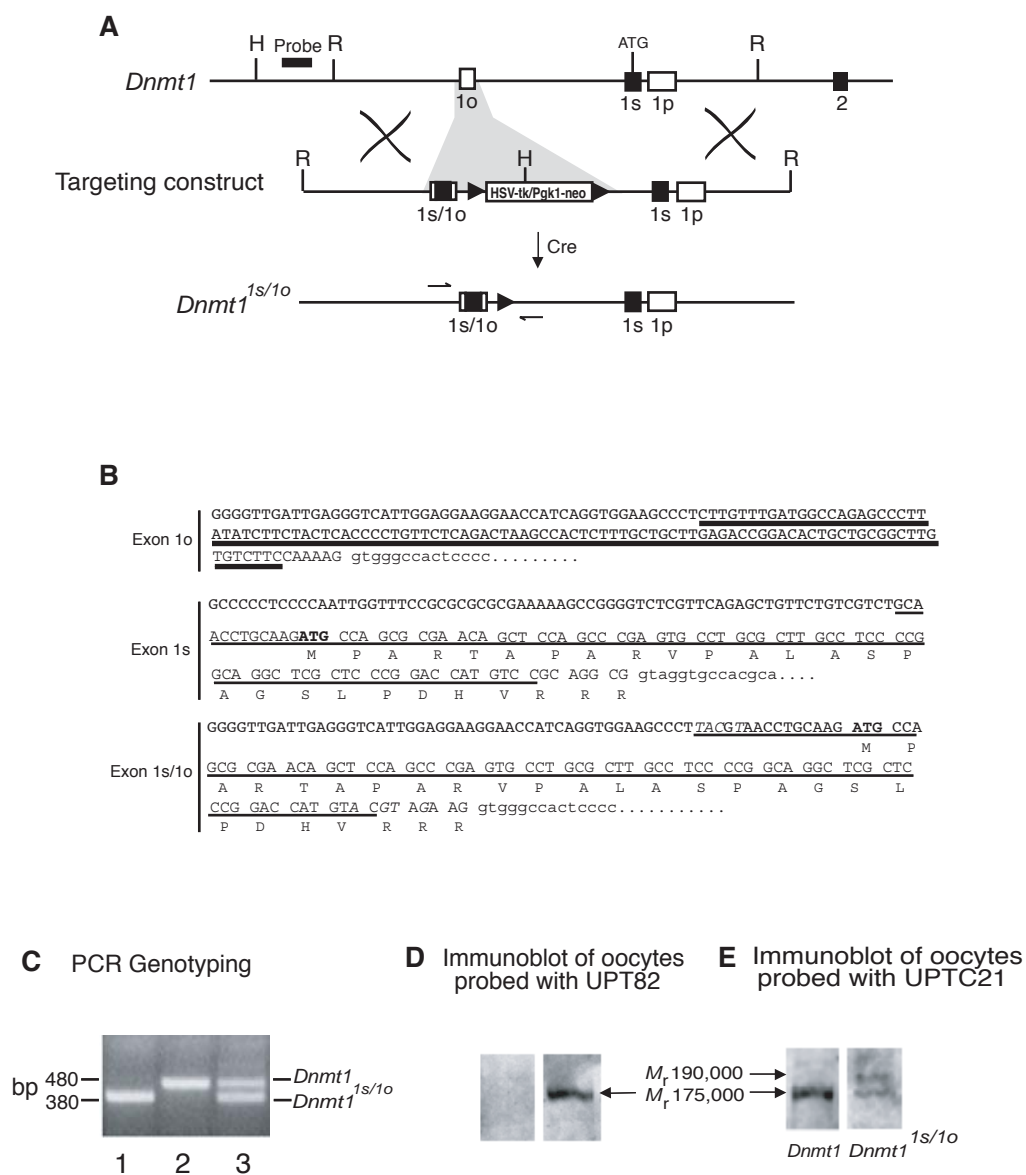 A
H Probe R ATG R
Dnmt1
1o 1s 1p 2
R H R
Targeting construct
HSV-tk/Pgk1-neo
1s/1o 1s 1p
Cre
Dnmt1 1s/1o
1s/1o 1s 1p
B
Exon 1o
GGGGTTGATTGAGGGTCATTGGAGGAAGGAACCATCAGGTGGAAGCCCTCTTGTTTGATGGCCAGAGCCCTT
ATATCTTCTACTCACCCCTGTTCTCAGACTAAGCCACTCTTTGCTGCTTGAGACCGGACACTGCTGCGGCTTG
TGTCTTCCAAAAG gtgggccactcccc.........
Exon 1s
GCCCCCTCCCCAATTGGTTTCCGCGCGCGCGAAAAAGCCGGGGTCTCGTTCAGAGCTGTTCTGTCGTCTGCA
ACCTGCAAGATG CCA GCG CGA ACA GCT CCA GCC CGA GTG CCT GCG CTT GCC TCC CCG
M P A R T A P A R V P A L A S P
GCA GGC TCG CTC CCG GAC CAT GTC CGC AGG CG gtaggtgccacgca....
A G S L P D H V R R R
Exon 1s/1o
GGGGTTGATTGAGGGTCATTGGAGGAAGGAACCATCAGGTGGAAGCCCTTACGTAACCTGCAAG ATG CCA
M P
GCG CGA ACA GCT CCA GCC CGA GTG CCT GCG CTT GCC TCC CCG GCA GGC TCG CTC
A R T A P A R V P A L A S P A G S L
CCG GAC CAT GTA CGT AGA AG gtgggccactcccc...........
P D H V R R R
C PCR Genotyping
bp 480
380
Dnmt1
Dnmt1 1s/1o
1 2 3
D Immunoblot of oocytes
probed with UPT82
E Immunoblot of oocytes
probed with UPTC21
Mr 190,000
Mr 175,000
Dnmt1 Dnmt1 1s/1o